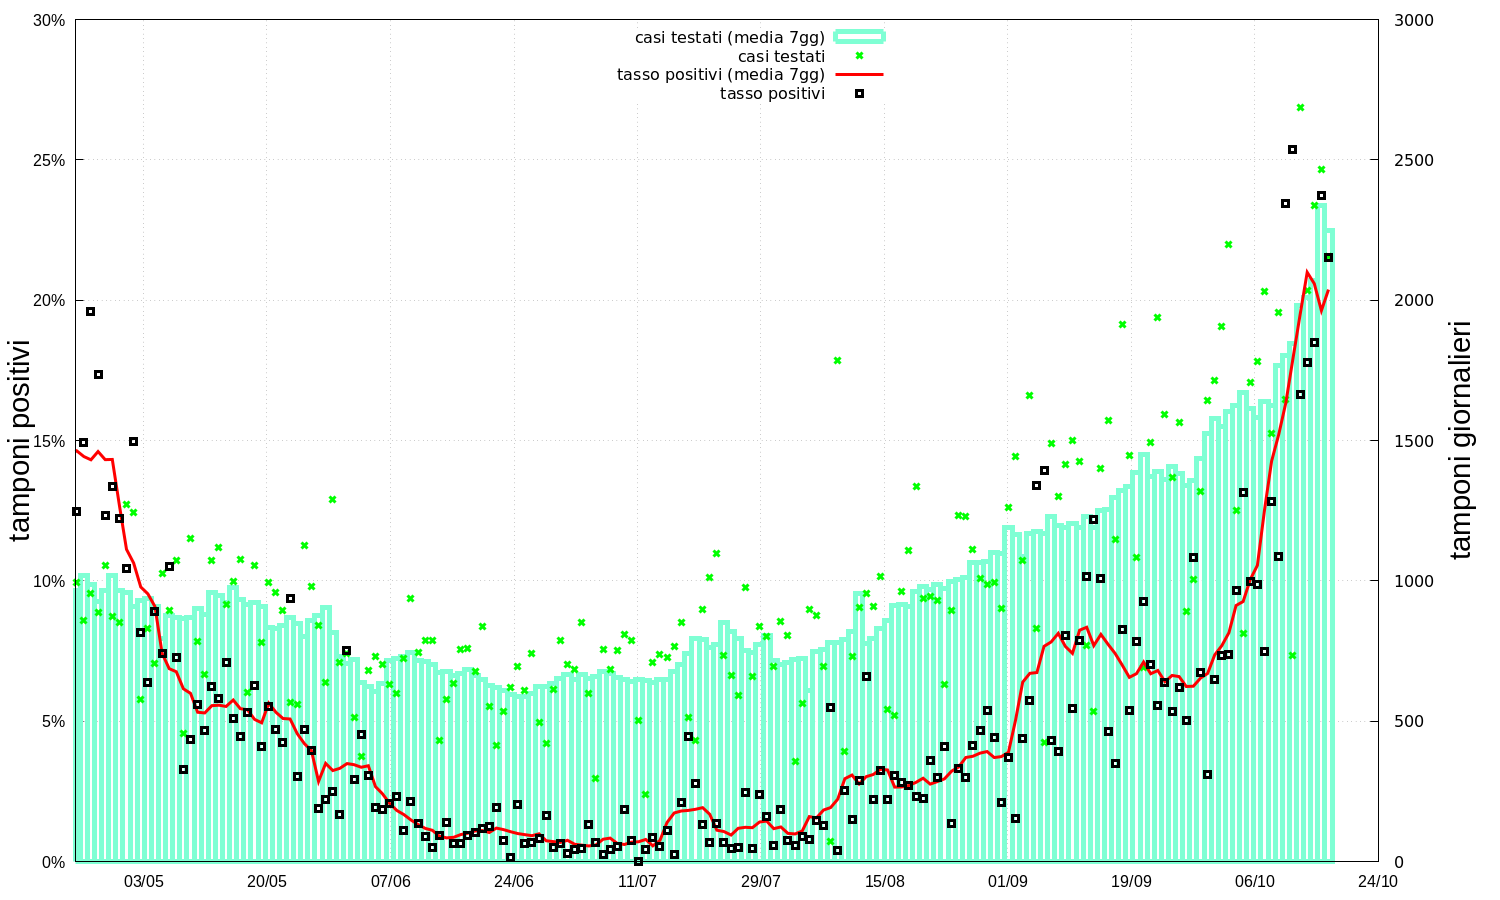 casi testati (media 7gg)
casi testati
tasso positivi (media 7gg)
tasso positivi
30%
25%
20%
15%
10%
5%
0%
3000
2500
2000
1500
1000
500
0
tamponi positivi
tamponi giornalieri
03/05 20/05 07/06 24/06 11/07 29/07 15/08 01/09 19/09 06/10 24/10